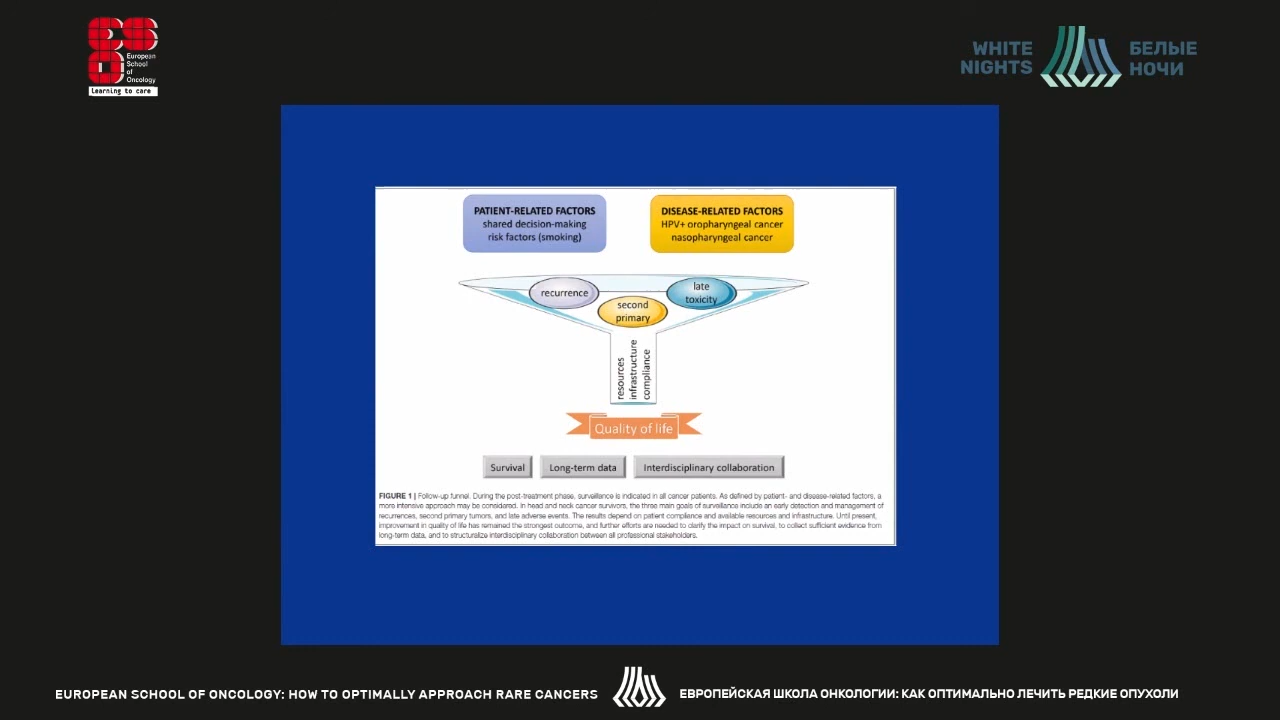 European
School
of
Oncology
Learning to care
WHITE
NIGHTS
БЕЛЫЕ
НОЧИ
PATIENT-RELATED FACTORS
shared decision-making
risk factors (smoking)
DISEASE-RELATED FACTORS
HPV+ oropharyngeal cancer
nasopharyngeal cancer
recurrence
second
primary
late
toxicity
resources
infrastructure
compliance
Quality of life
Survival
Long-term data
Interdisciplinary collaboration
FIGURE 1 | Follow-up funnel. During the post-treatment phase, surveillance is indicated in all cancer patients. As defined by patient- and disease-related factors, a
more intensive approach may be considered. In head and neck cancer survivors, the three main goals of surveillance include an early detection and management of
recurrences, second primary tumors, and late adverse events. The results depend on patient compliance and available resources and infrastructure. Until present,
improvement in quality of life has remained the strongest outcome, and further efforts are needed to clarify the impact on survival, to collect sufficient evidence from
long-term data, and to structuralize interdisciplinary collaboration between all professional stakeholders.
EUROPEAN SCHOOL OF ONCOLOGY: HOW TO OPTIMALLY APPROACH RARE CANCERS
ЕВРОПЕЙСКАЯ ШКОЛА ОНКОЛОГИИ: КАК ОПТИМАЛЬНО ЛЕЧИТЬ РЕДКИЕ ОПУХОЛИ